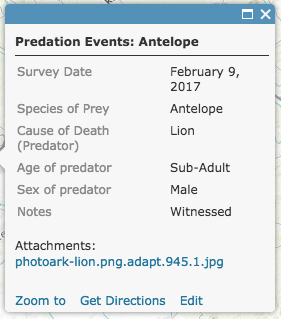 Predation Events: Antelope
Survey Date February 9, 2017
Species of Prey Antelope
Cause of Death (Predator) Lion
Age of predator Sub-Adult
Sex of predator Male
Notes Witnessed
Attachments:
photoark-lion.png.adapt.945.1.jpg
Zoom to Get Directions Edit